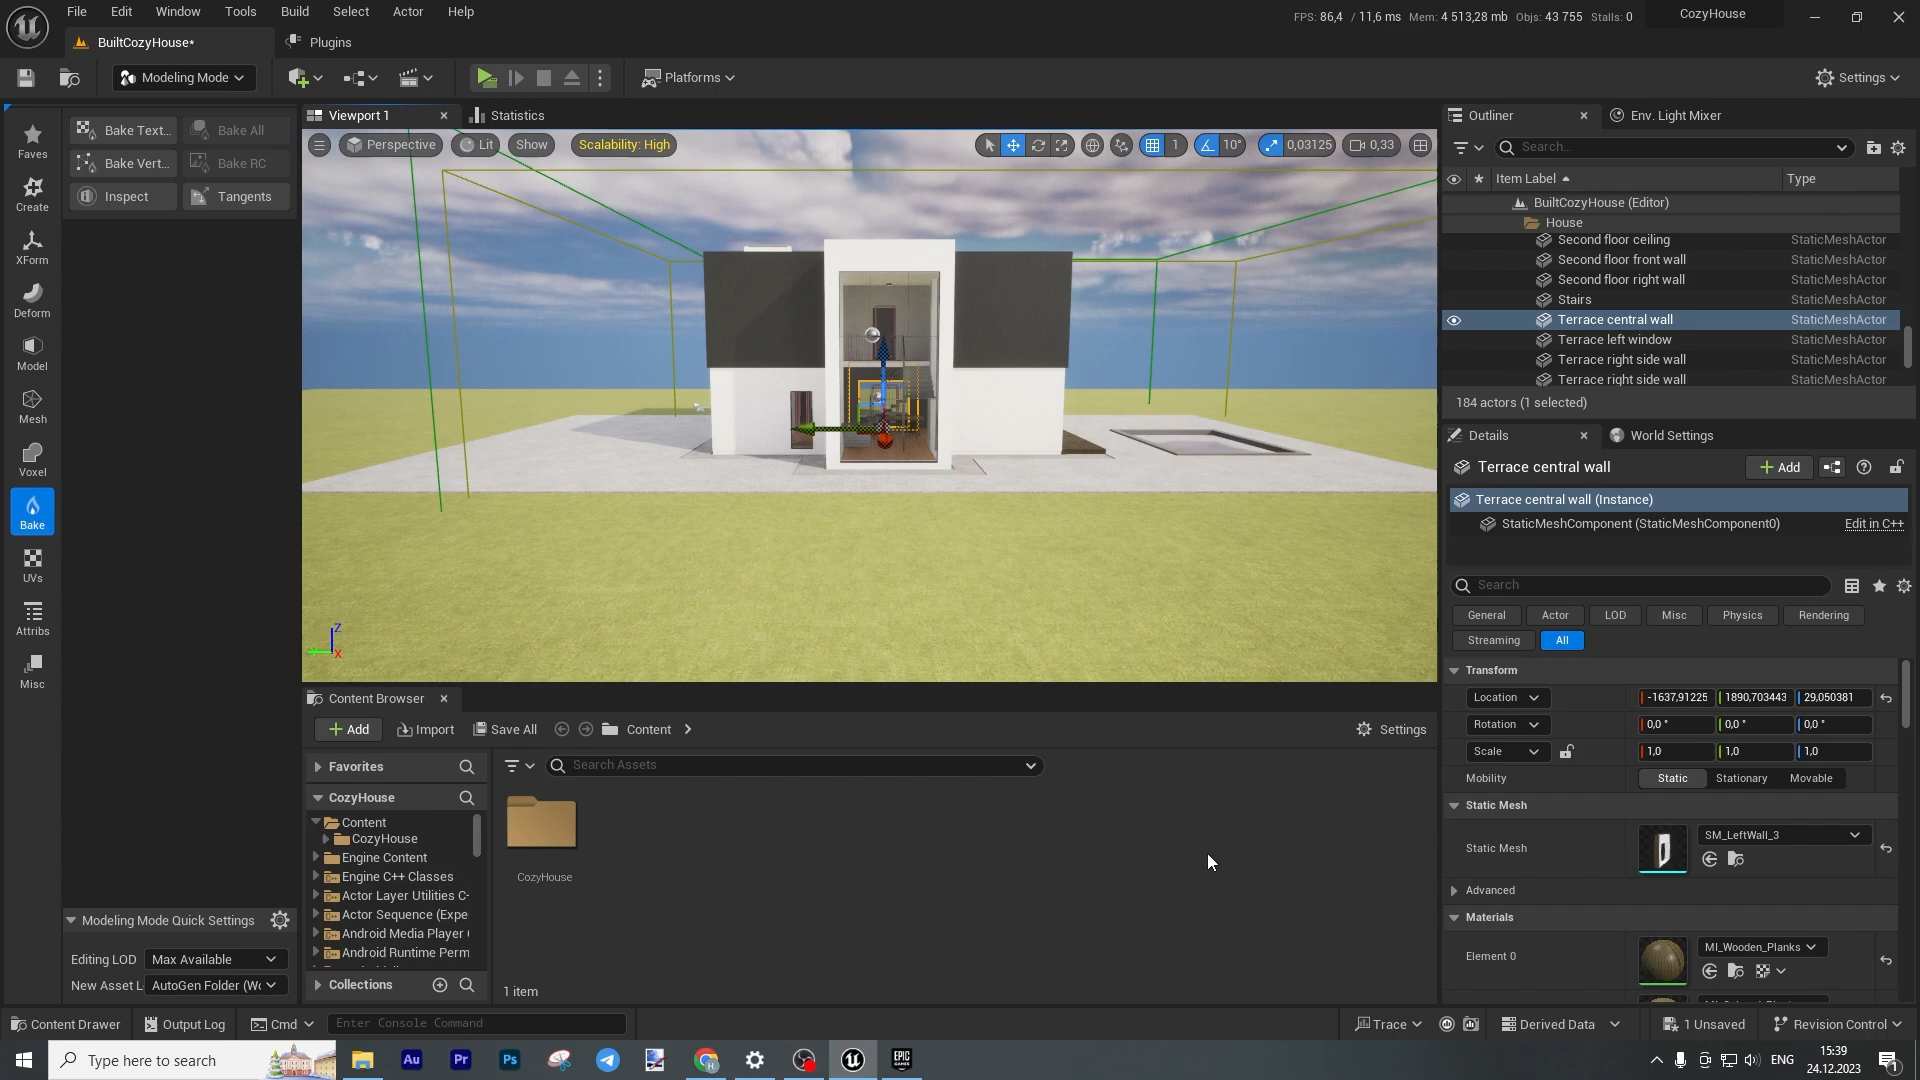 File Edit Window Tools Build Select Actor Help
FPS: 86,4 / 11,6 ms Mem: 4 513,28 mb Objs: 43 755 Stalls: 0
CozyHouse
BuiltCozyHouse*
Plugins
Modeling Mode
Platforms
Settings
Faves
Create
XForm
Deform
Model
Mesh
Voxel
Bake
UVs
Attribs
Misc
Bake Text... Bake All
Bake Vert... Bake RC
Inspect Tangents
Modeling Mode Quick Settings
Editing LOD Max Available
New Asset L AutoGen Folder (Wo
Viewport 1
Statistics
Perspective Lit Show Scalability: High
1 10° 0,03125 0,33
Z
X
Content Browser
Add Import Save All Content Settings
Favorites
CozyHouse
Content
CozyHouse
Engine Content
Engine C++ Classes
Actor Layer Utilities C-
Actor Sequence (Expe
Android Media Player
Android Runtime Perm
Collections
Search Assets
CozyHouse
1 item
Outliner
Env. Light Mixer
Search...
Item Label Type
BuiltCozyHouse (Editor)
House
Second floor ceiling StaticMeshActor
Second floor front wall StaticMeshActor
Second floor right wall StaticMeshActor
Stairs StaticMeshActor
Terrace central wall StaticMeshActor
Terrace left window StaticMeshActor
Terrace right side wall StaticMeshActor
Terrace right side wall StaticMeshActor
184 actors (1 selected)
Details
World Settings
Terrace central wall Add
Terrace central wall (Instance)
StaticMeshComponent (StaticMeshComponent0) Edit in C++
Search
General Actor LOD Misc Physics Rendering
Streaming All
Transform
Location -1637,91225 1890,703443 29,050381
Rotation 0,0 ° 0,0 ° 0,0 °
Scale 1,0 1,0 1,0
Mobility Static Stationary Movable
Static Mesh
Static Mesh SM_LeftWall_3
Advanced
Materials
Element 0 MI_Wooden_Planks
Content Drawer Output Log Cmd Enter Console Command
Trace Derived Data 1 Unsaved Revision Control
Type here to search
Au Pr Ps
EPIC GAMES
ENG
15:39
24.12.2023
1